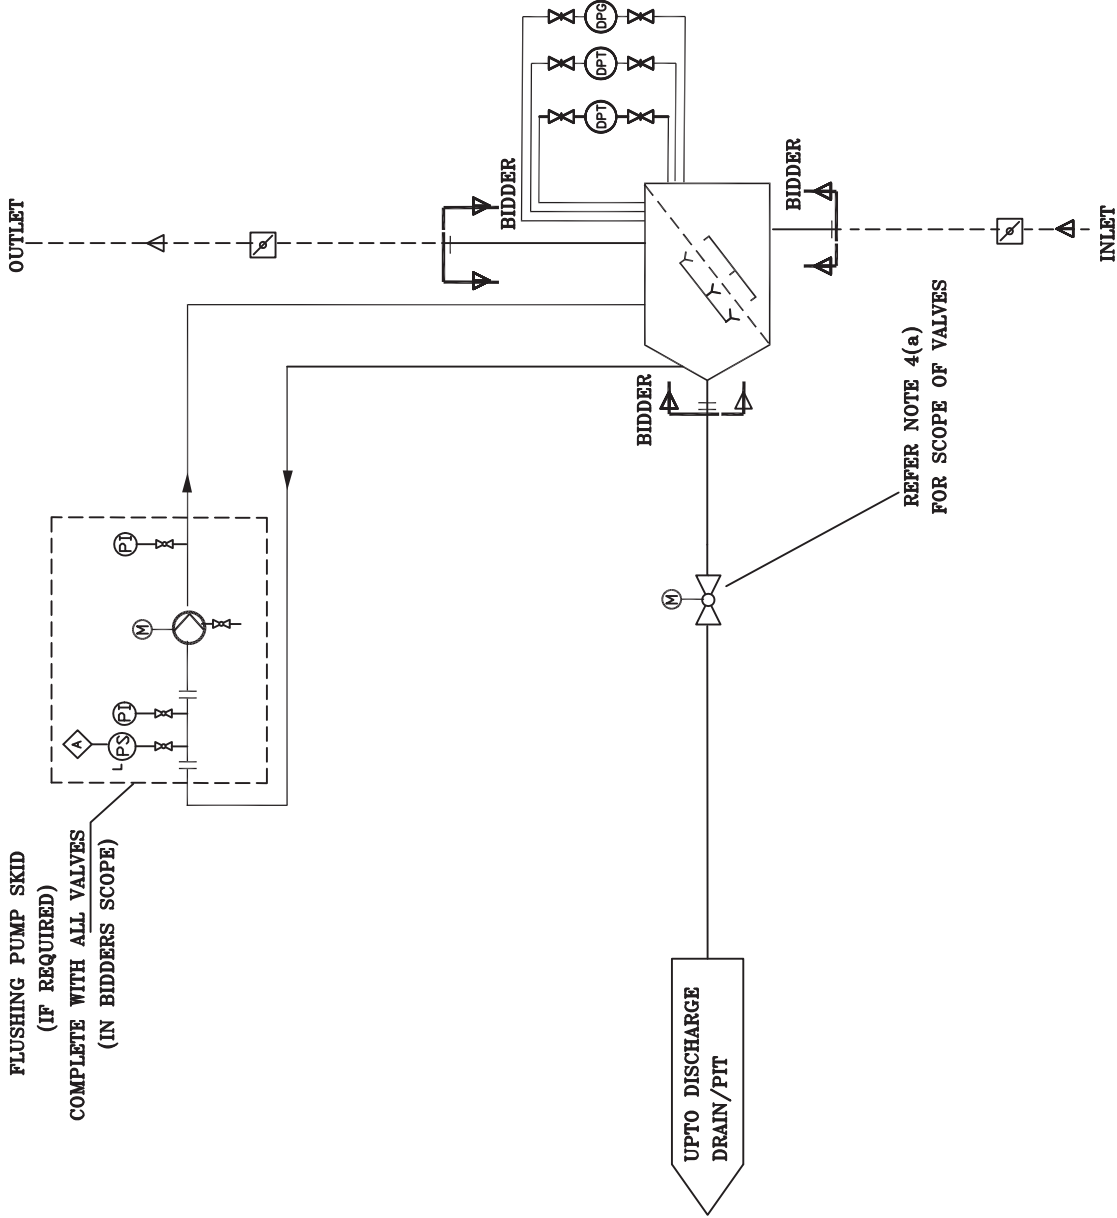 OUTLET
BIDDER
DPG
DPT
DPT
BIDDER
INLET
BIDDER
REFER NOTE 4(a)
FOR SCOPE OF VALVES
M
PI
M
PI
A
PS
L
FLUSHING PUMP SKID
(IF REQUIRED)
COMPLETE WITH ALL VALVES
(IN BIDDERS SCOPE)
UPTO DISCHARGE
DRAIN/PIT